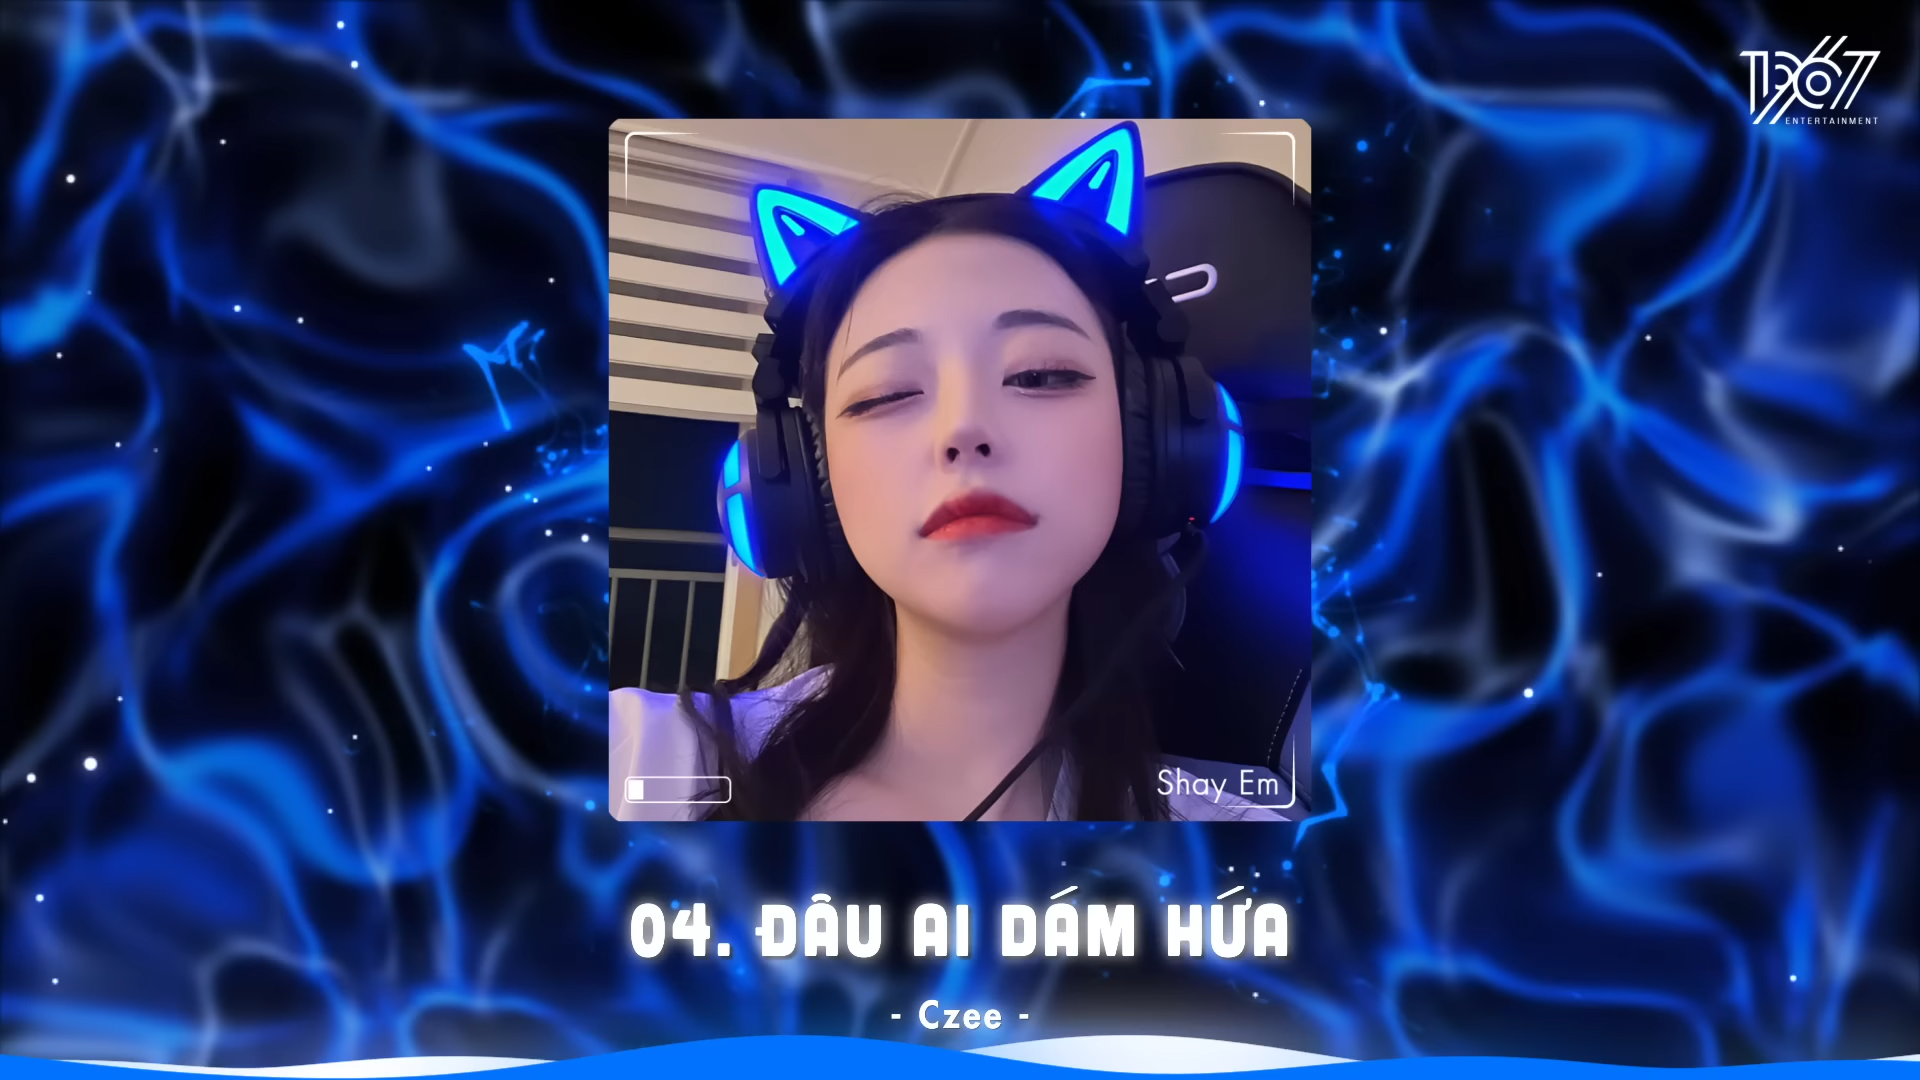 1967
ENTERTAINMENT
Shay Em
04. ĐÂU AI DÁM HỨA
- Czee -